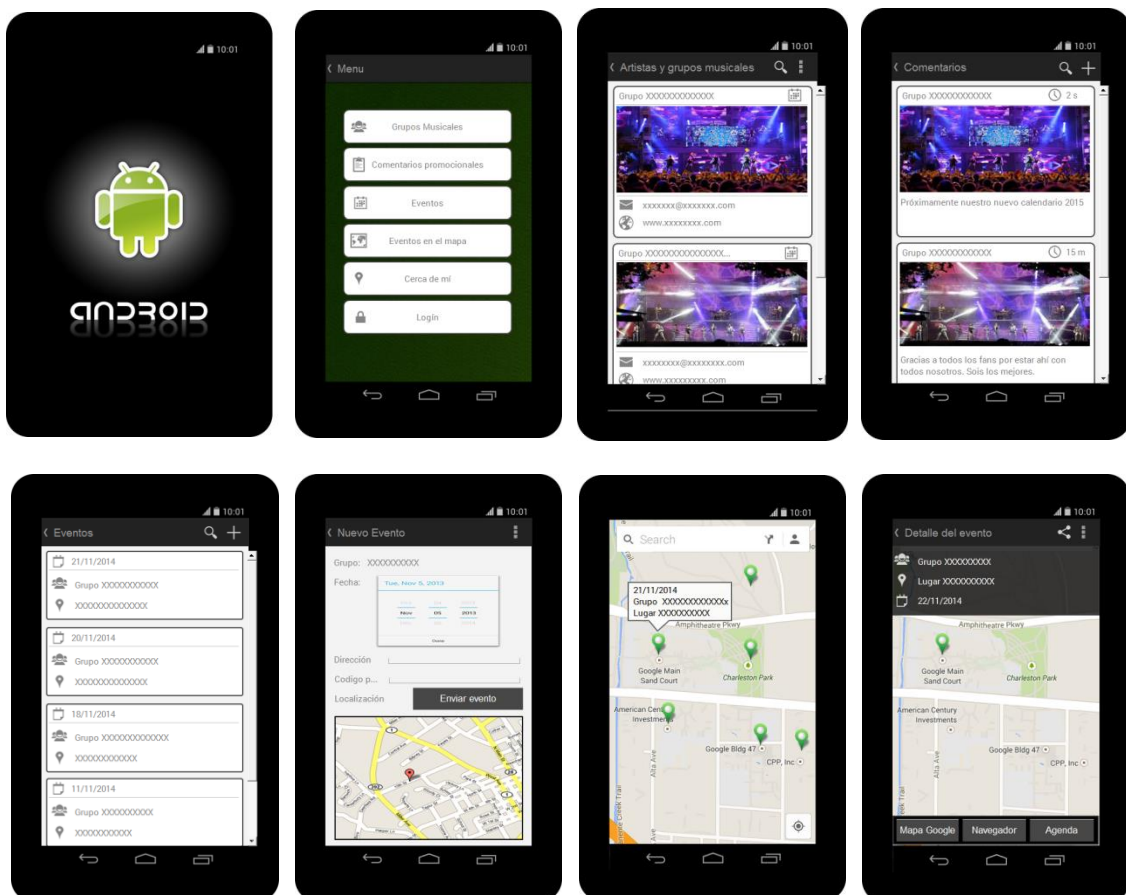 10:01
ANDROID
10:01
Menu
Grupos Musicales
Comentarios promocionales
Eventos
Eventos en el mapa
Cerca de mí
Login
10:01
Artistas y grupos musicales
Grupo XXXXXXXXXXXXX
xxxxxxx@xxxxxxx.com
www.xxxxxxxx.com
Grupo XXXXXXXXXXXXXXX...
xxxxxxxx@xxxxxxxx.com
www.xxxxxxxxx.com
10:01
Comentarios
Grupo XXXXXXXXXXXX
2 s
Próximamente nuestro nuevo calendario 2015
Grupo XXXXXXXXXXXX
15 m
Gracias a todos los fans por estar ahí con
todos nosotros. Sois los mejores.
10:01
Eventos
21/11/2014
Grupo XXXXXXXXXXX
XXXXXXXXXXXXXX
20/11/2014
Grupo XXXXXXXXXXX
XXXXXXXXXXXXXX
18/11/2014
Grupo XXXXXXXXXXXXX
XXXXXXXXXXXX
11/11/2014
Grupo XXXXXXXXXX
XXXXXXXXXXX
10:01
Nuevo Evento
Grupo: XXXXXXXXXX
Fecha:
Tue, Nov 5, 2013
Nov 05 2013
Dirección
Codigo p...
Localización
Enviar evento
10:01
Search
21/11/2014
Grupo XXXXXXXXXXXXx
Lugar XXXXXXXXXX
Amphitheatre Pkwy
Google Main
Sand Court
Charleston Park
American Century
Investments
Google Bldg 47
CPP, Inc
Alta Ave
10:01
Detalle del evento
Grupo XXXXXXXXXX
Lugar XXXXXXXXXX
22/11/2014
Amphitheatre Pkwy
Google Main
Sand Court
Charleston Park
American Century
Investments
Google Bldg 47
CPP, Inc
Alta Ave
Mapa Google
Navegador
Agenda